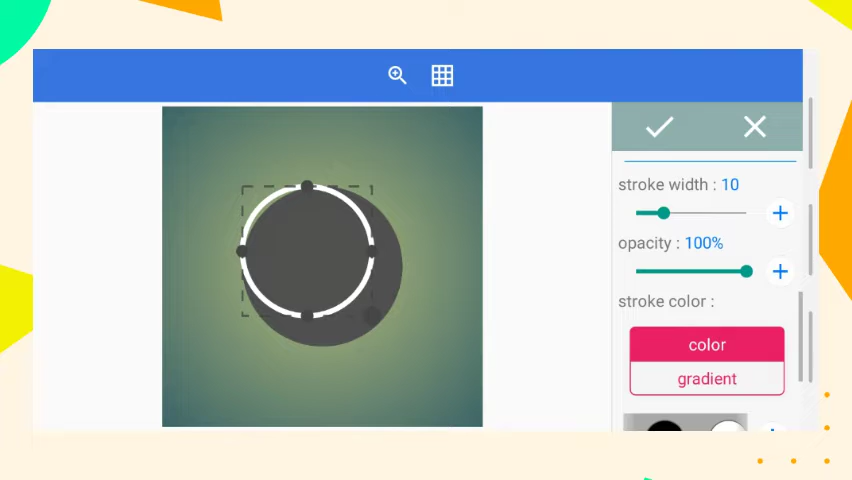 stroke width : 10
opacity : 100%
stroke color :
color
gradient